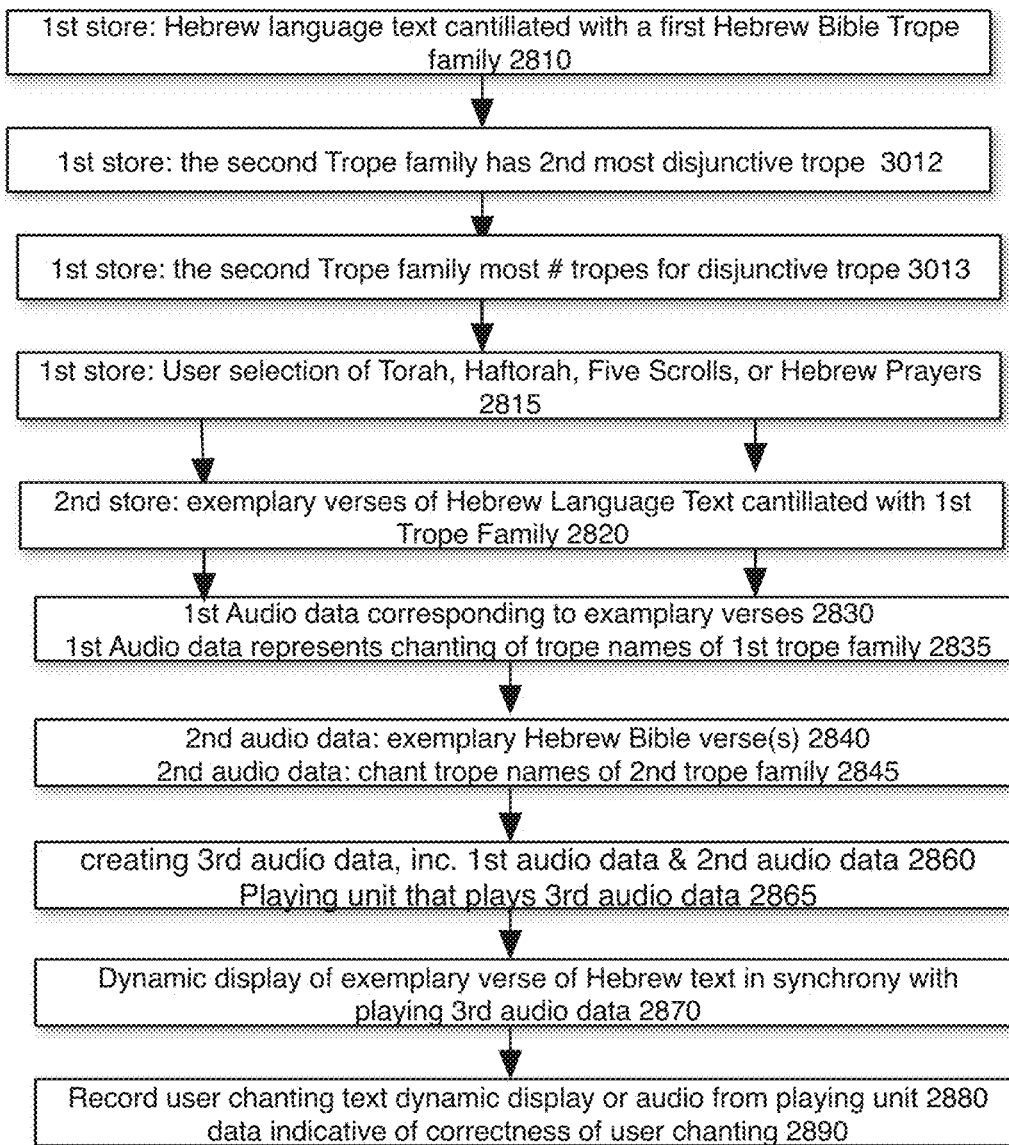 1st store: Hebrew language text cantillated with a first Hebrew Bible Trope
family 2810
1st store: the second Trope family has 2nd most disjunctive trope 3012
1st store: the second Trope family most # tropes for disjunctive trope 3013
1st store: User selection of Torah, Haftorah, Five Scrolls, or Hebrew Prayers
2815
2nd store: exemplary verses of Hebrew Language Text cantillated with 1st
Trope Family 2820
1st Audio data corresponding to examplary verses 2830
1st Audio data represents chanting of trope names of 1st trope family 2835
2nd audio data: exemplary Hebrew Bible verse(s) 2840
2nd audio data: chant trope names of 2nd trope family 2845
creating 3rd audio data, inc. 1st audio data & 2nd audio data 2860
Playing unit that plays 3rd audio data 2865
Dynamic display of exemplary verse of Hebrew text in synchrony with
playing 3rd audio data 2870
Record user chanting text dynamic display or audio from playing unit 2880
data indicative of correctness of user chanting 2890